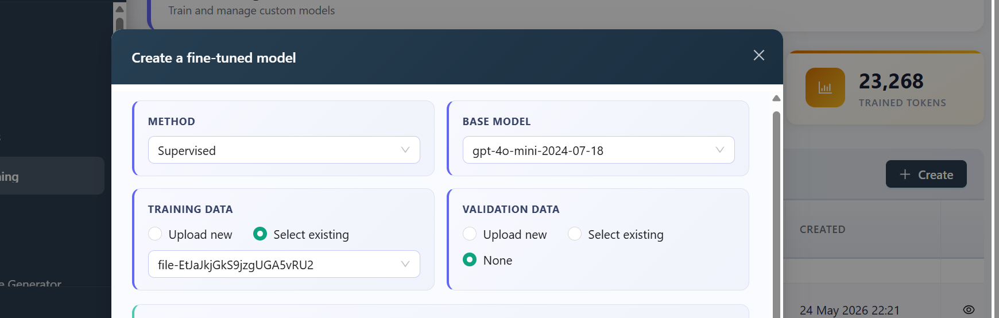 Train and manage custom models
Create a fine-tuned model
23,268
TRAINED TOKENS
METHOD
Supervised
BASE MODEL
gpt-4o-mini-2024-07-18
ing
Create
TRAINING DATA
Upload new
Select existing
file-EtJaJkjGkS9jzgUGA5vRU2
VALIDATION DATA
Upload new
Select existing
None
CREATED
e Generator
24 May 2026 22:21